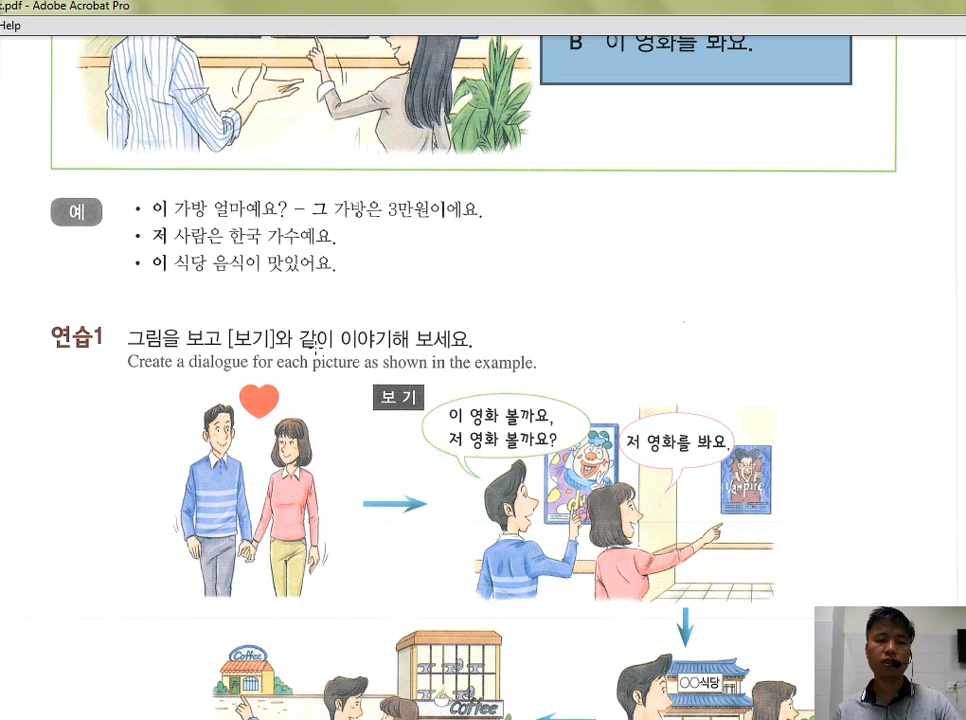 .pdf - Adobe Acrobat Pro
Help
B 이 영화를 봐요.
예
• 이 가방 얼마예요? – 그 가방은 3만원이에요.
• 저 사람은 한국 가수예요.
• 이 식당 음식이 맛있어요.
연습1 그림을 보고 [보기]와 같이 이야기해 보세요.
Create a dialogue for each picture as shown in the example.
보기
이 영화 볼까요,
저 영화 볼까요?
저 영화를 봐요.
Vampire
Coffee
Coffee
○○식당